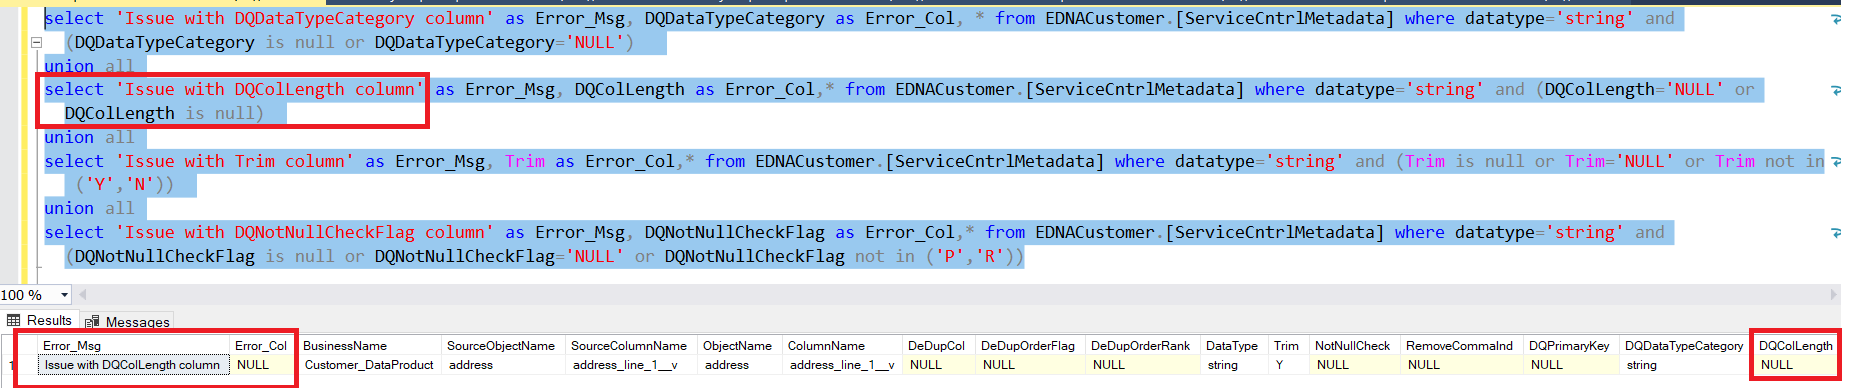 select 'Issue with DQDataTypeCategory column' as Error_Msg, DQDataTypeCategory as Error_Col, * from EDNACustomer.[ServiceCntrlMetadata] where datatype='string' and
(DQDataTypeCategory is null or DQDataTypeCategory='NULL')
union all
select 'Issue with DQColLength column' as Error_Msg, DQColLength as Error_Col,* from EDNACustomer.[ServiceCntrlMetadata] where datatype='string' and (DQColLength='NULL' or
DQColLength is null)
union all
select 'Issue with Trim column' as Error_Msg, Trim as Error_Col,* from EDNACustomer.[ServiceCntrlMetadata] where datatype='string' and (Trim is null or Trim='NULL' or Trim not in
('Y','N'))
union all
select 'Issue with DQNotNullCheckFlag column' as Error_Msg, DQNotNullCheckFlag as Error_Col,* from EDNACustomer.[ServiceCntrlMetadata] where datatype='string' and
(DQNotNullCheckFlag is null or DQNotNullCheckFlag='NULL' or DQNotNullCheckFlag not in ('P','R'))
100 %
Results Messages
Error_Msg Error_Col BusinessName SourceObjectName SourceColumnName ObjectName ColumnName DeDupCol DeDupOrderFlag DeDupOrderRank DataType Trim NotNullCheck RemoveCommaInd DQPrimaryKey DQDataTypeCategory DQColLength
1 Issue with DQColLength column NULL Customer_DataProduct address address_line_1__v address address_line_1__v NULL NULL NULL string Y NULL NULL NULL string NULL